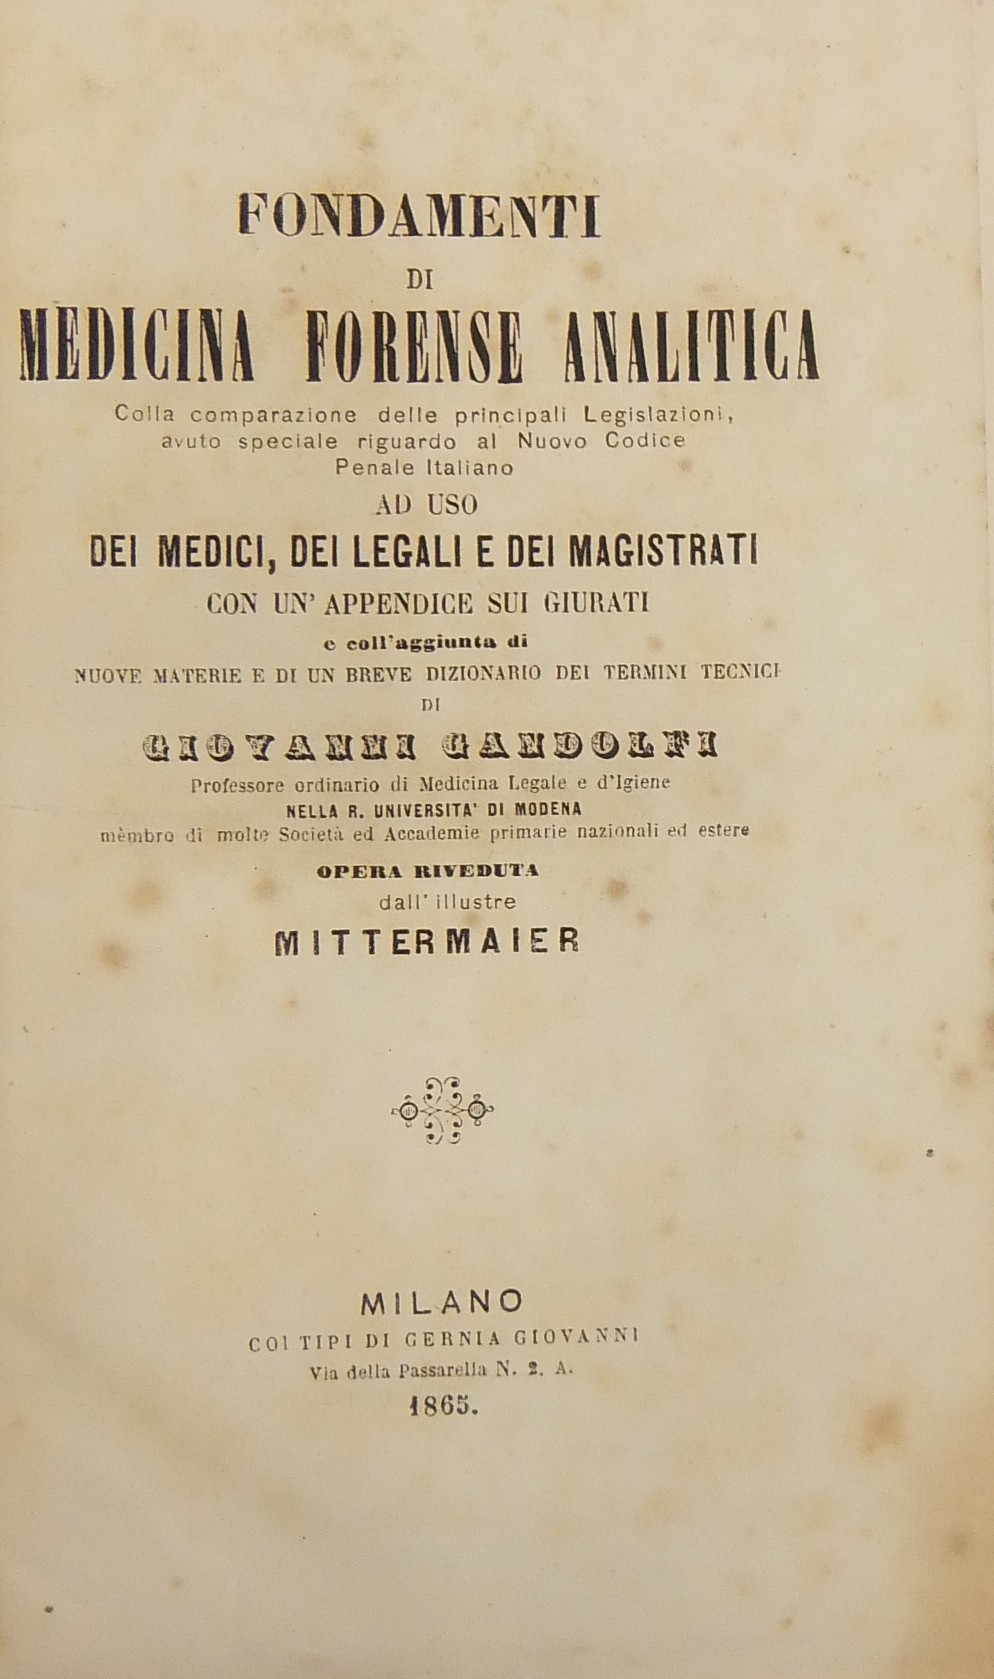 FONDAMENTI
DI
MEDICINA FORENSE ANALITICA
Colla comparazione delle principali Legislazioni,
avuto speciale riguardo al Nuovo Codice
Penale Italiano
AD USO
DEI MEDICI, DEI LEGALI E DEI MAGISTRATI
CON UN' APPENDICE SUI GIURATI
e coll'aggiunta di
NUOVE MATERIE E DI UN BREVE DIZIONARIO DEI TERMINI TECNICI
DI
GIOVANNI GANDOLFI
Professore ordinario di Medicina Legale e d'Igiene
NELLA R. UNIVERSITA' DI MODENA
mèmbro di molte Società ed Accademie primarie nazionali ed estere
OPERA RIVEDUTA
dall' illustre
MITTERMAIER
MILANO
COI TIPI DI GERNIA GIOVANNI
Via della Passarella N. 2. A.
1865.